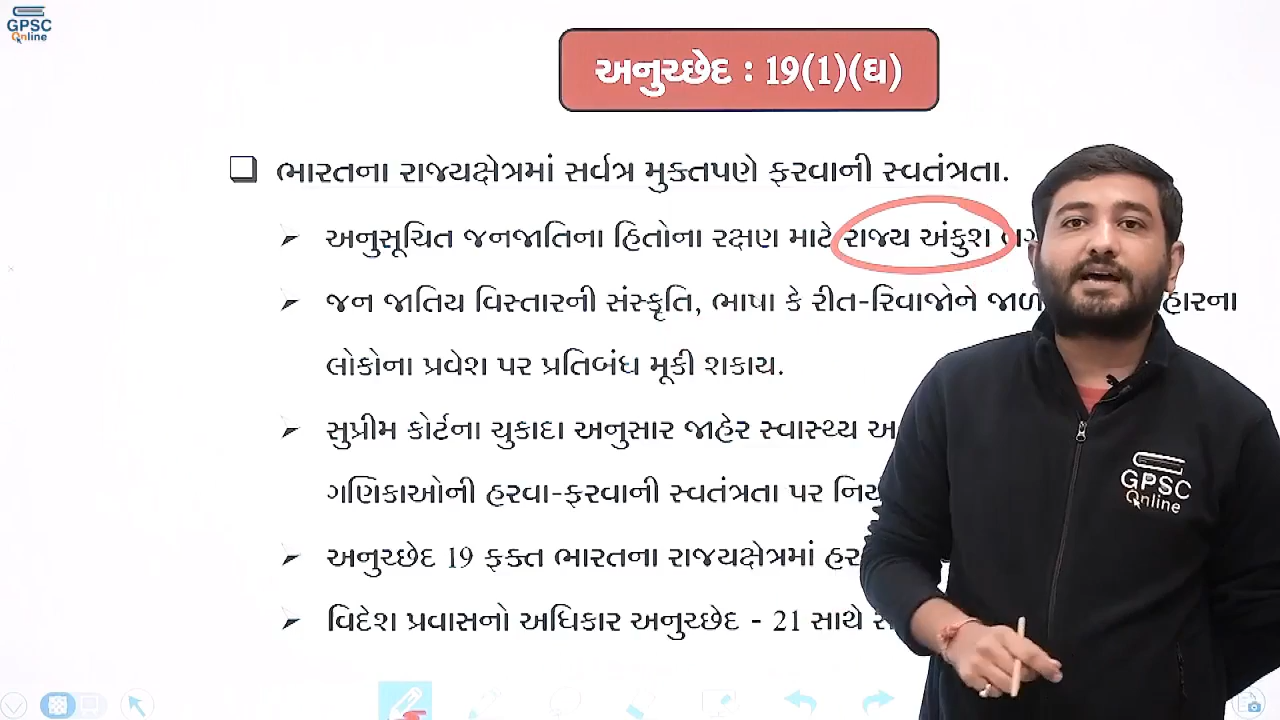 GPSC
Online
અનુચ્છેદ : 19(1)(ઘ)
ભારતના રાજ્યક્ષેત્રમાં સર્વત્ર મુક્તપણે ફરવાની સ્વતંત્રતા.
અનુસૂચિત જનજાતિના હિતોના રક્ષણ માટે રાજ્ય અંકુશ
જન જાતિય વિસ્તારની સંસ્કૃતિ, ભાષા કે રીત-રિવાજોને
લોકોના પ્રવેશ પર પ્રતિબંધ મૂકી શકાય.
સુપ્રીમ કોર્ટના ચુકાદા અનુસાર જાહેર સ્વાસ્થ્ય
ગણિકાઓની હરવા-ફરવાની સ્વતંત્રતા પર
અનુચ્છેદ 19 ફક્ત ભારતના રાજ્યક્ષેત્રમાં
વિદેશ પ્રવાસનો અધિકાર અનુચ્છેદ - 21 સાથે
GPSC
Online